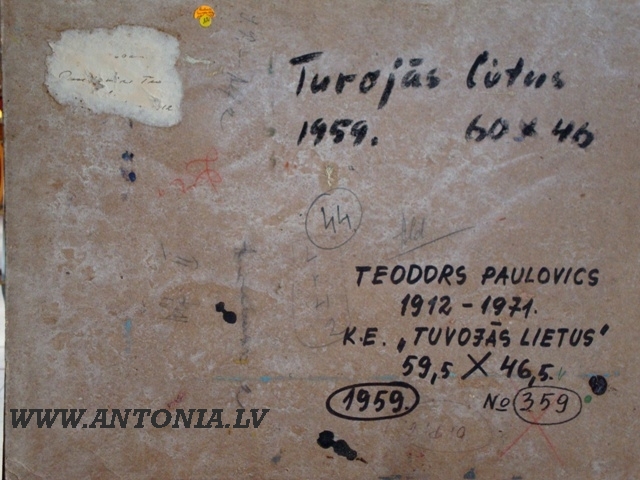 Tuvojās Lietus
1959. 60 x 46
44
TEODORS PAULOVICS
1912 - 1971.
K.E. „TUVOJĀS LIETUS"
59,5 X 46,5.
1959. No 359
WWW.ANTONIA.LV